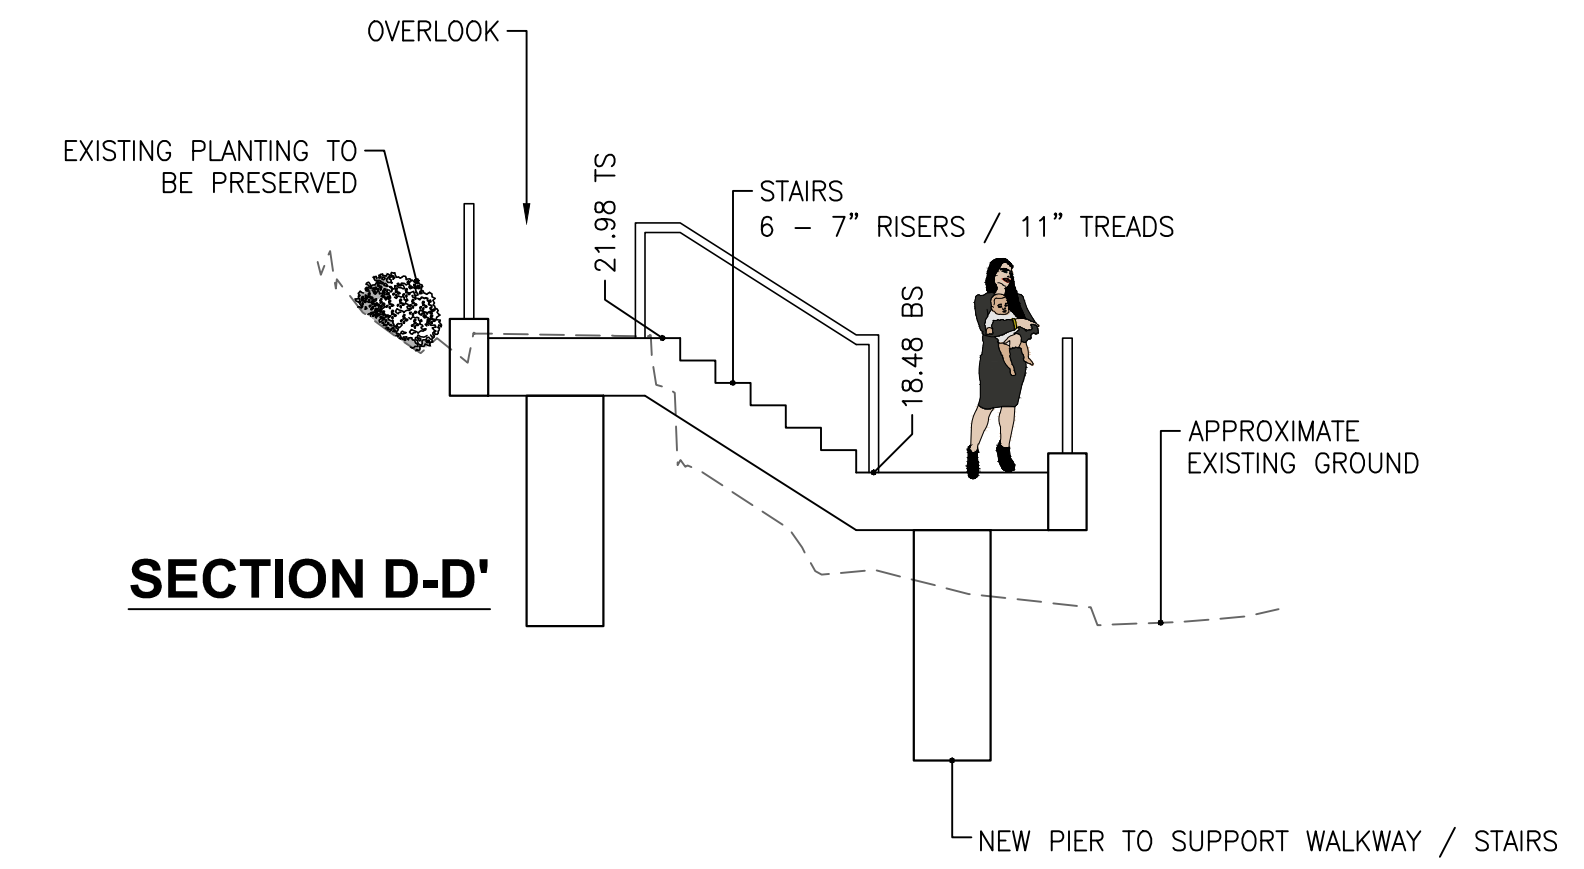 OVERLOOK
EXISTING PLANTING TO
BE PRESERVED
21.98 TS
STAIRS
6 – 7” RISERS / 11” TREADS
18.48 BS
APPROXIMATE
EXISTING GROUND
SECTION D-D'
NEW PIER TO SUPPORT WALKWAY / STAIRS